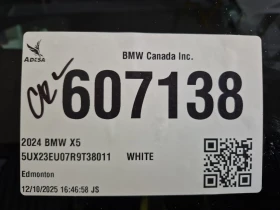 ADESA
BMW Canada Inc.
607138
2024 BMW X5
5UX23EU07R9T38011 WHITE
Edmonton
12/10/2025 16:46:58 JS